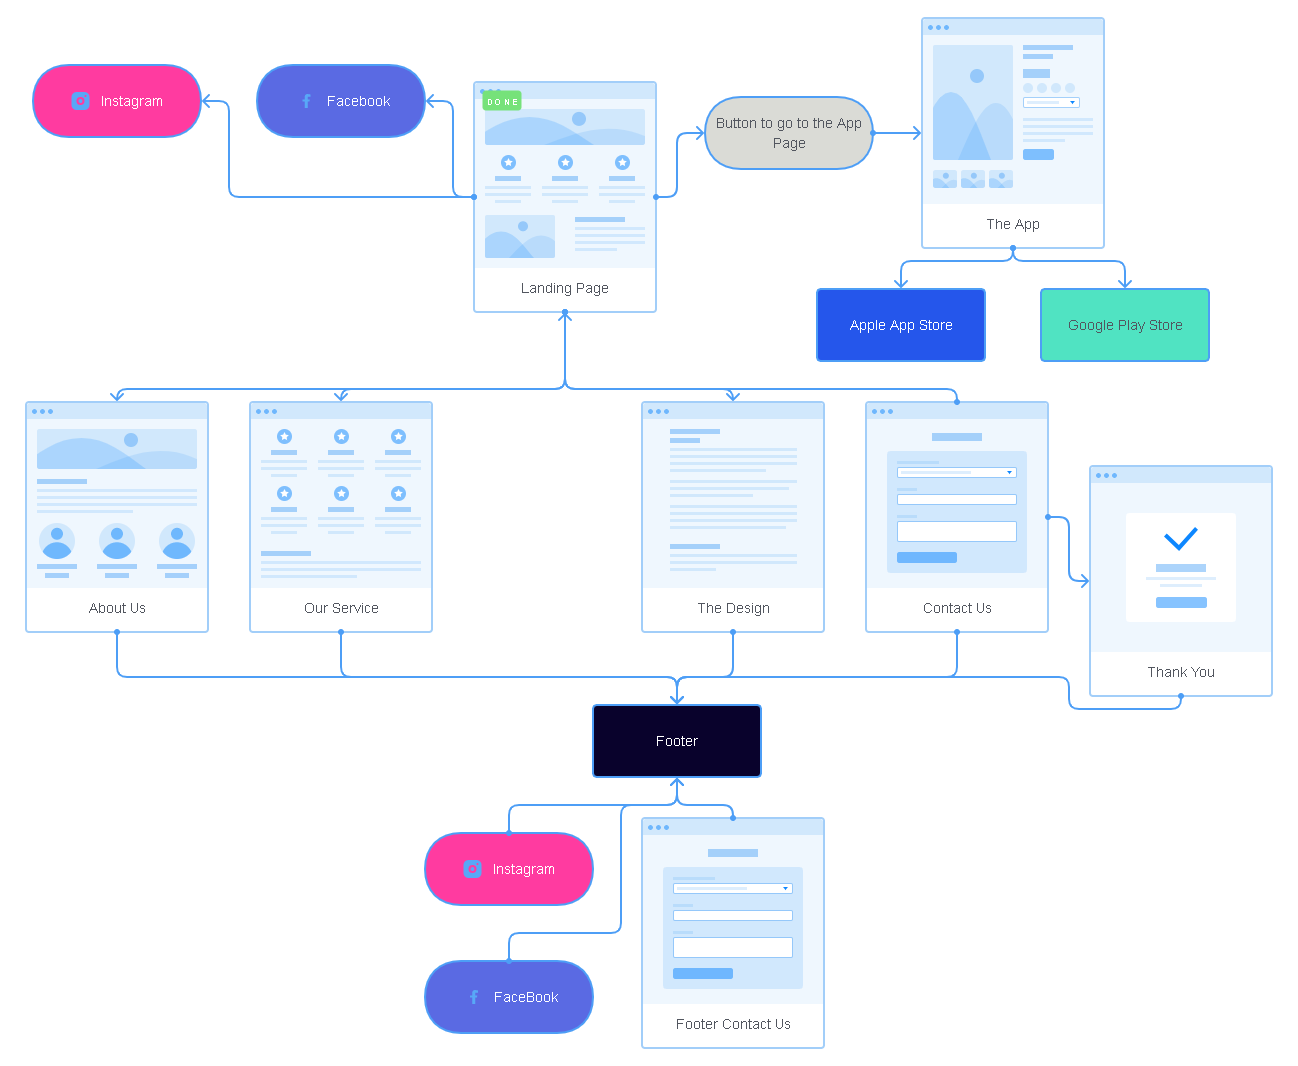 Instagram
Facebook
DONE
Button to go to the App
Page
The App
Landing Page
Apple App Store
Google Play Store
About Us
Our Service
The Design
Contact Us
Thank You
Footer
Instagram
FaceBook
Footer Contact Us